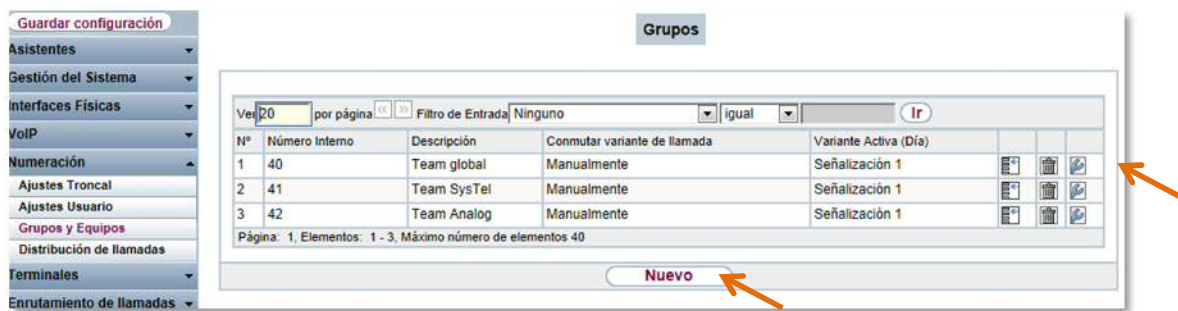 Guardar configuración
Grupos
Asistentes
Gestión del Sistema
Interfaces Físicas
VoIP
Numeración
Ajustes Troncal
Ajustes Usuario
Grupos y Equipos
Distribución de llamadas
Terminales
Enrutamiento de llamadas
Ver 20 por página << >> Filtro de Entrada Ninguno igual Ir
Nº Número Interno Descripción Conmutar variante de llamada Variante Activa (Día)
1 40 Team global Manualmente Señalización 1
2 41 Team SysTel Manualmente Señalización 1
3 42 Team Analog Manualmente Señalización 1
Página: 1, Elementos: 1 - 3, Máximo número de elementos 40
Nuevo